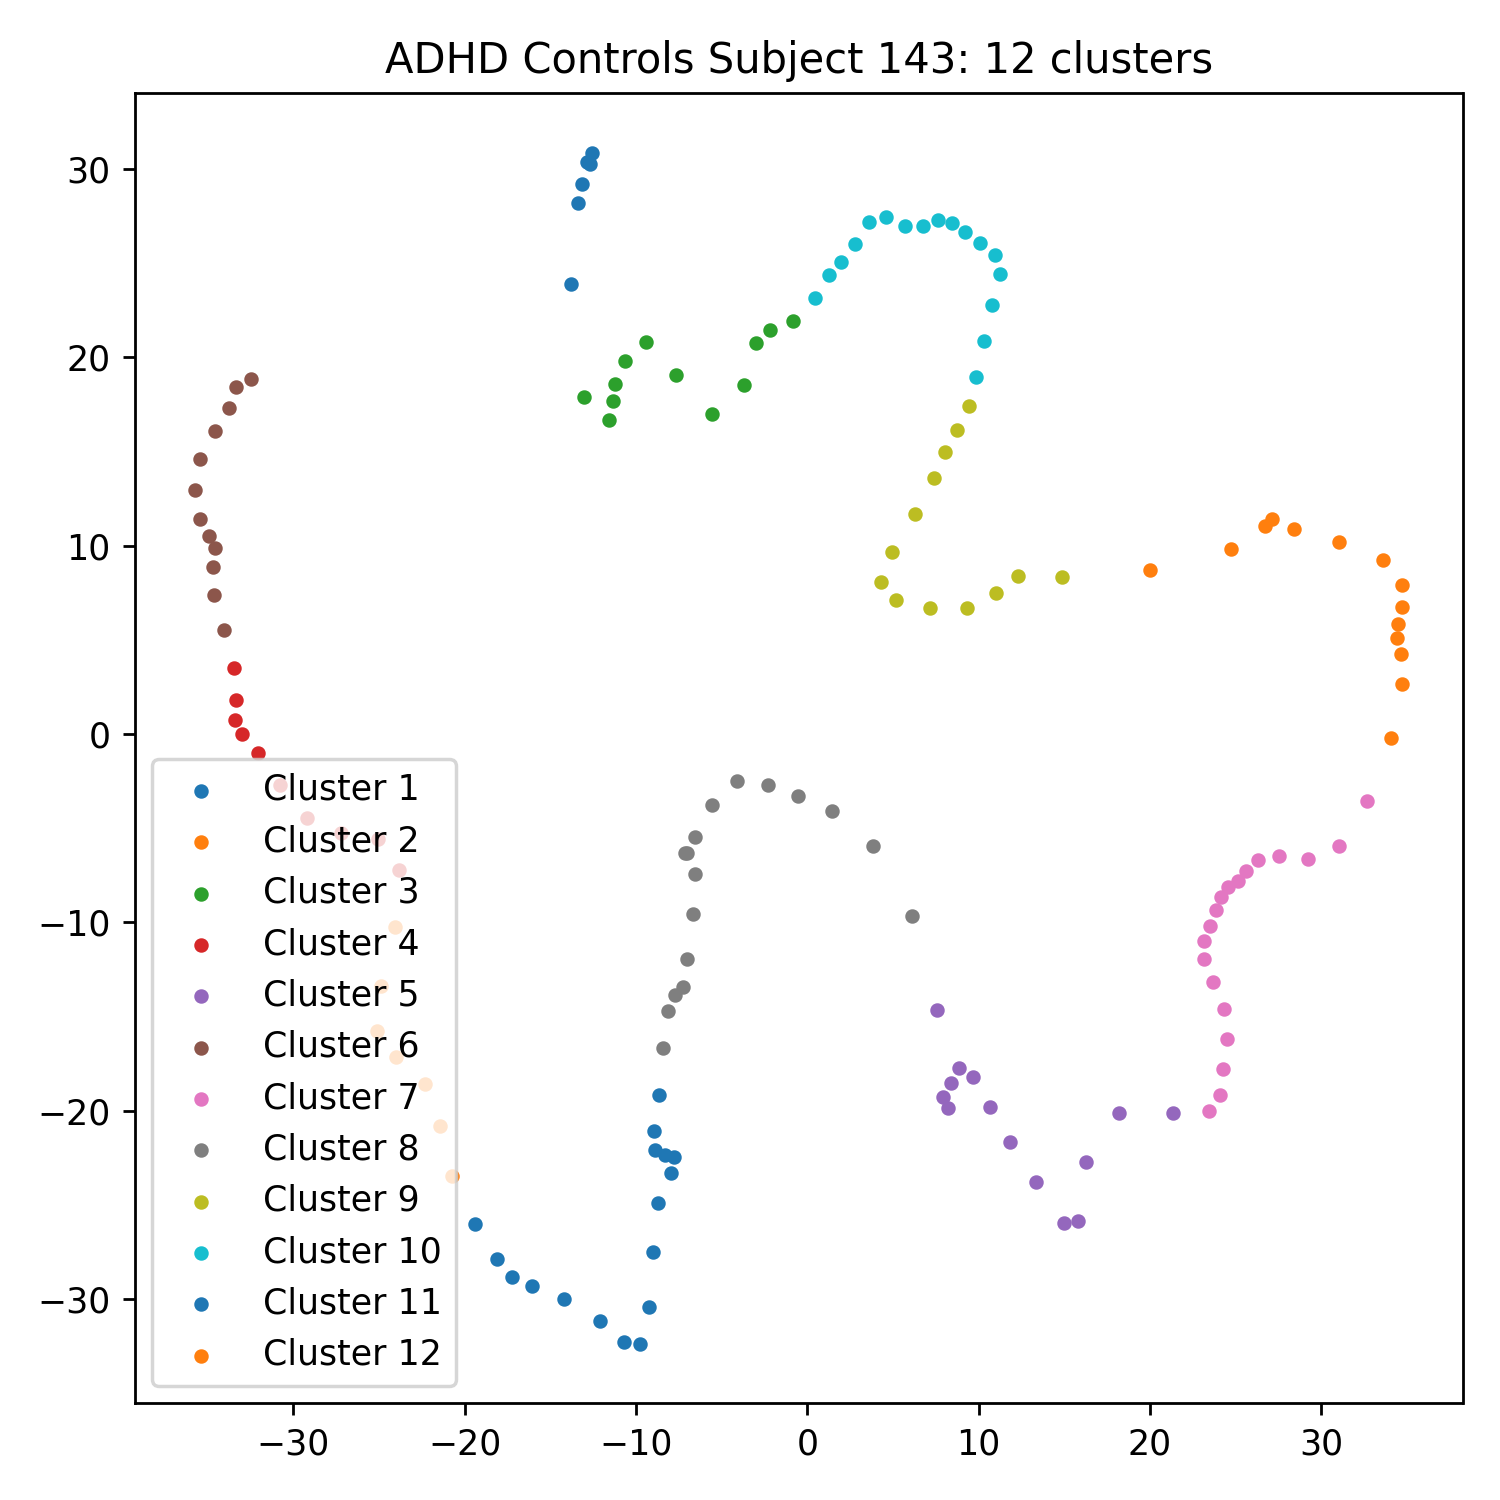 ADHD Controls Subject 143: 12 clusters
30
20
10
0
−10
−20
−30
Cluster 1
Cluster 2
Cluster 3
Cluster 4
Cluster 5
Cluster 6
Cluster 7
Cluster 8
Cluster 9
Cluster 10
Cluster 11
Cluster 12
−30
−20
−10
0
10
20
30